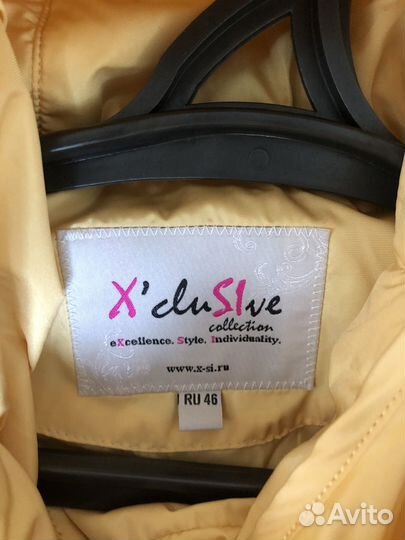 X'cluSIve
collection
eXcellence. Style. Individuality.
www.x-si.ru
RU 46
Avito